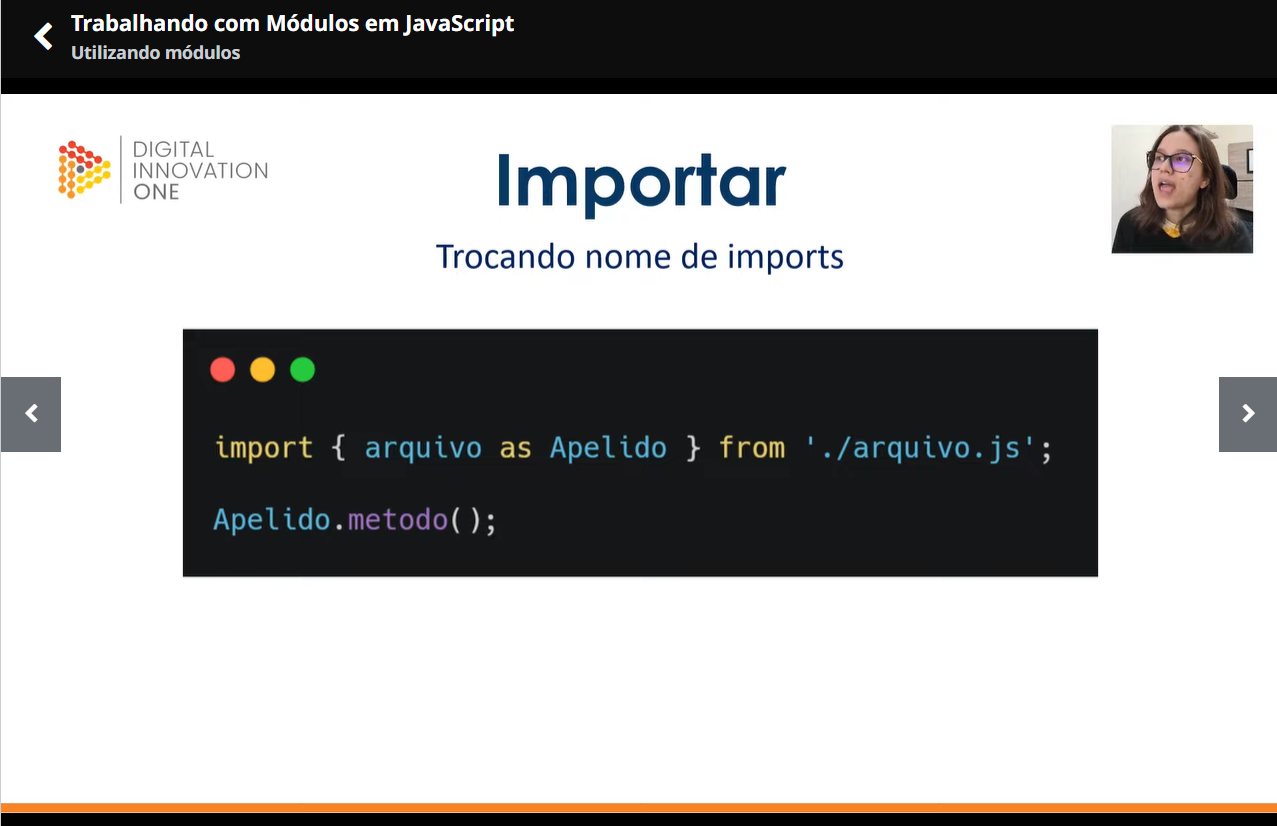 Trabalhando com Módulos em JavaScript
Utilizando módulos
DIGITAL
INNOVATION
ONE
Importar
Trocando nome de imports
import { arquivo as Apelido } from './arquivo.js';
Apelido.metodo();